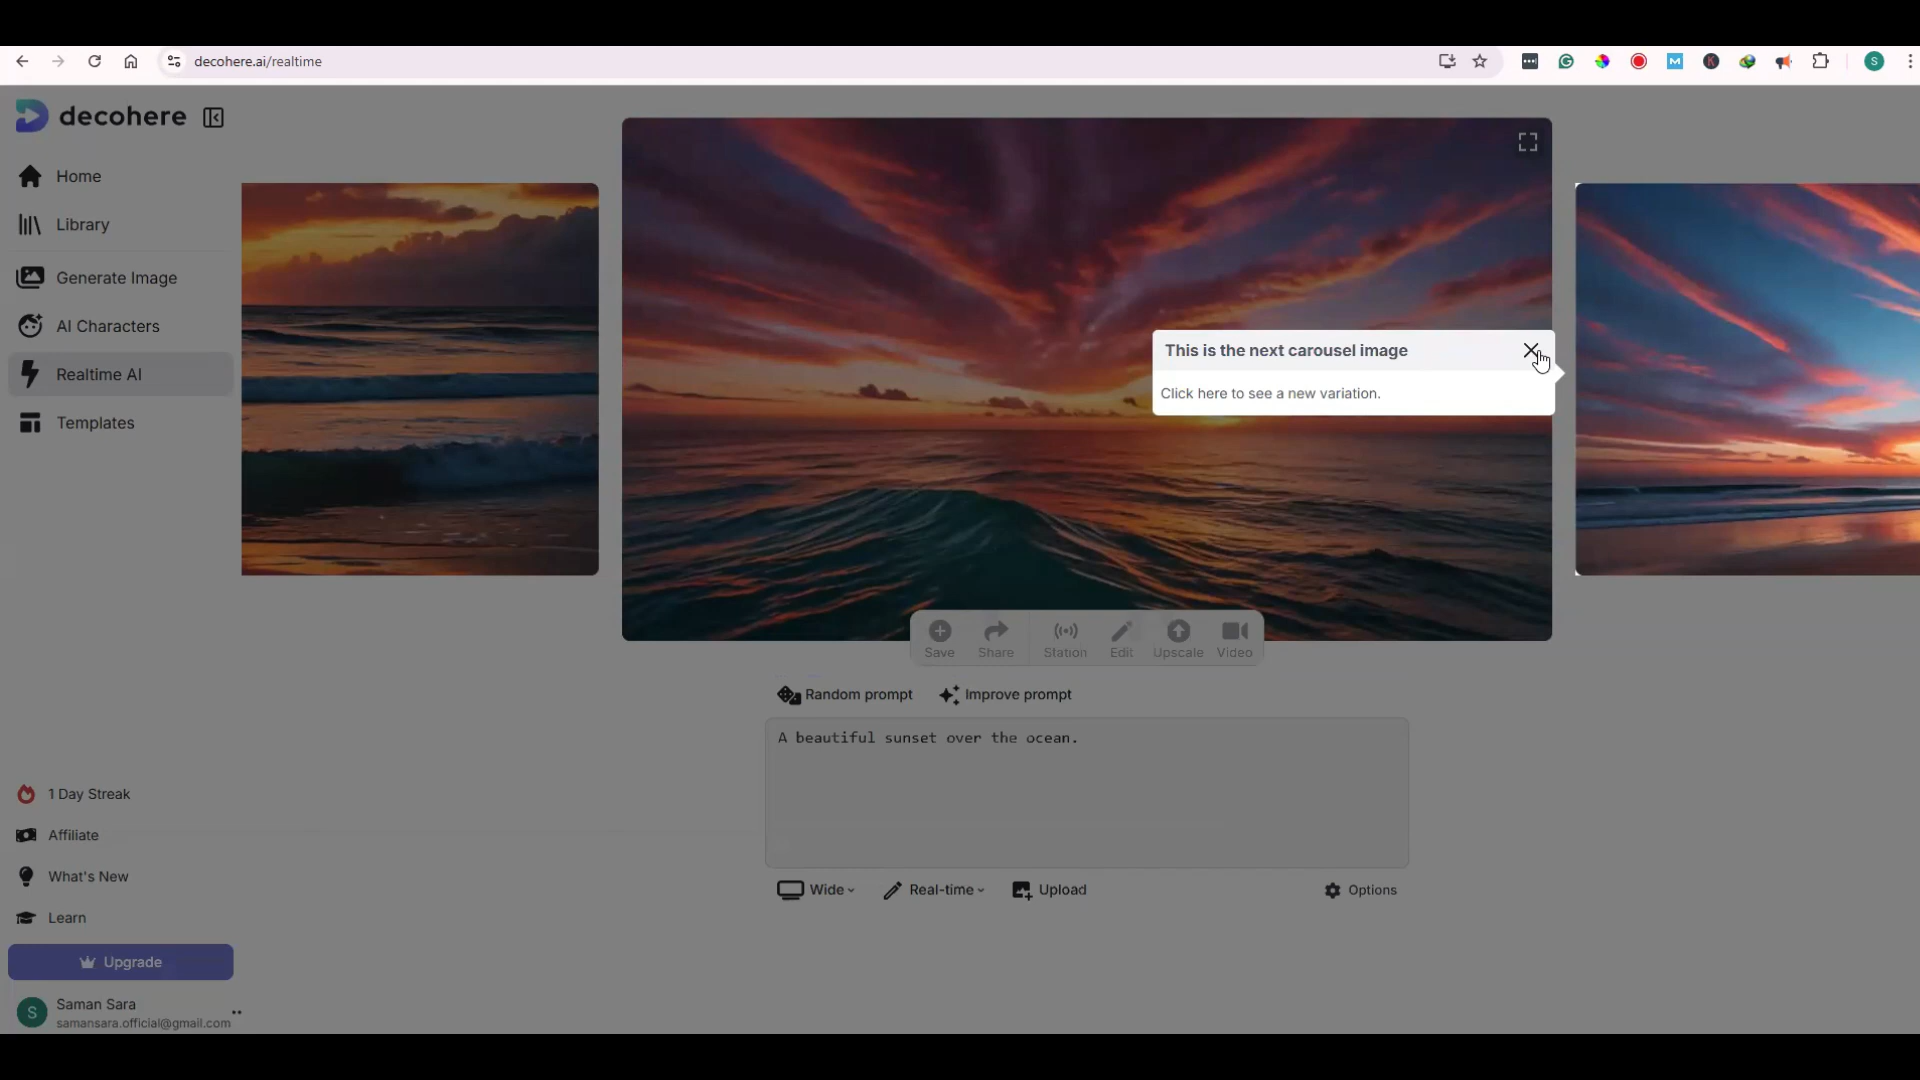 decohere.ai/realtime
decohere
Home
Library
Generate Image
AI Characters
Realtime AI
Templates
This is the next carousel image
Click here to see a new variation.
Save Share Station Edit Upscale Video
Random prompt Improve prompt
A beautiful sunset over the ocean.
Wide Real-time Upload Options
1 Day Streak
Affiliate
What's New
Learn
Upgrade
S
Saman Sara
samansara.official@gmail.com
S
M
K